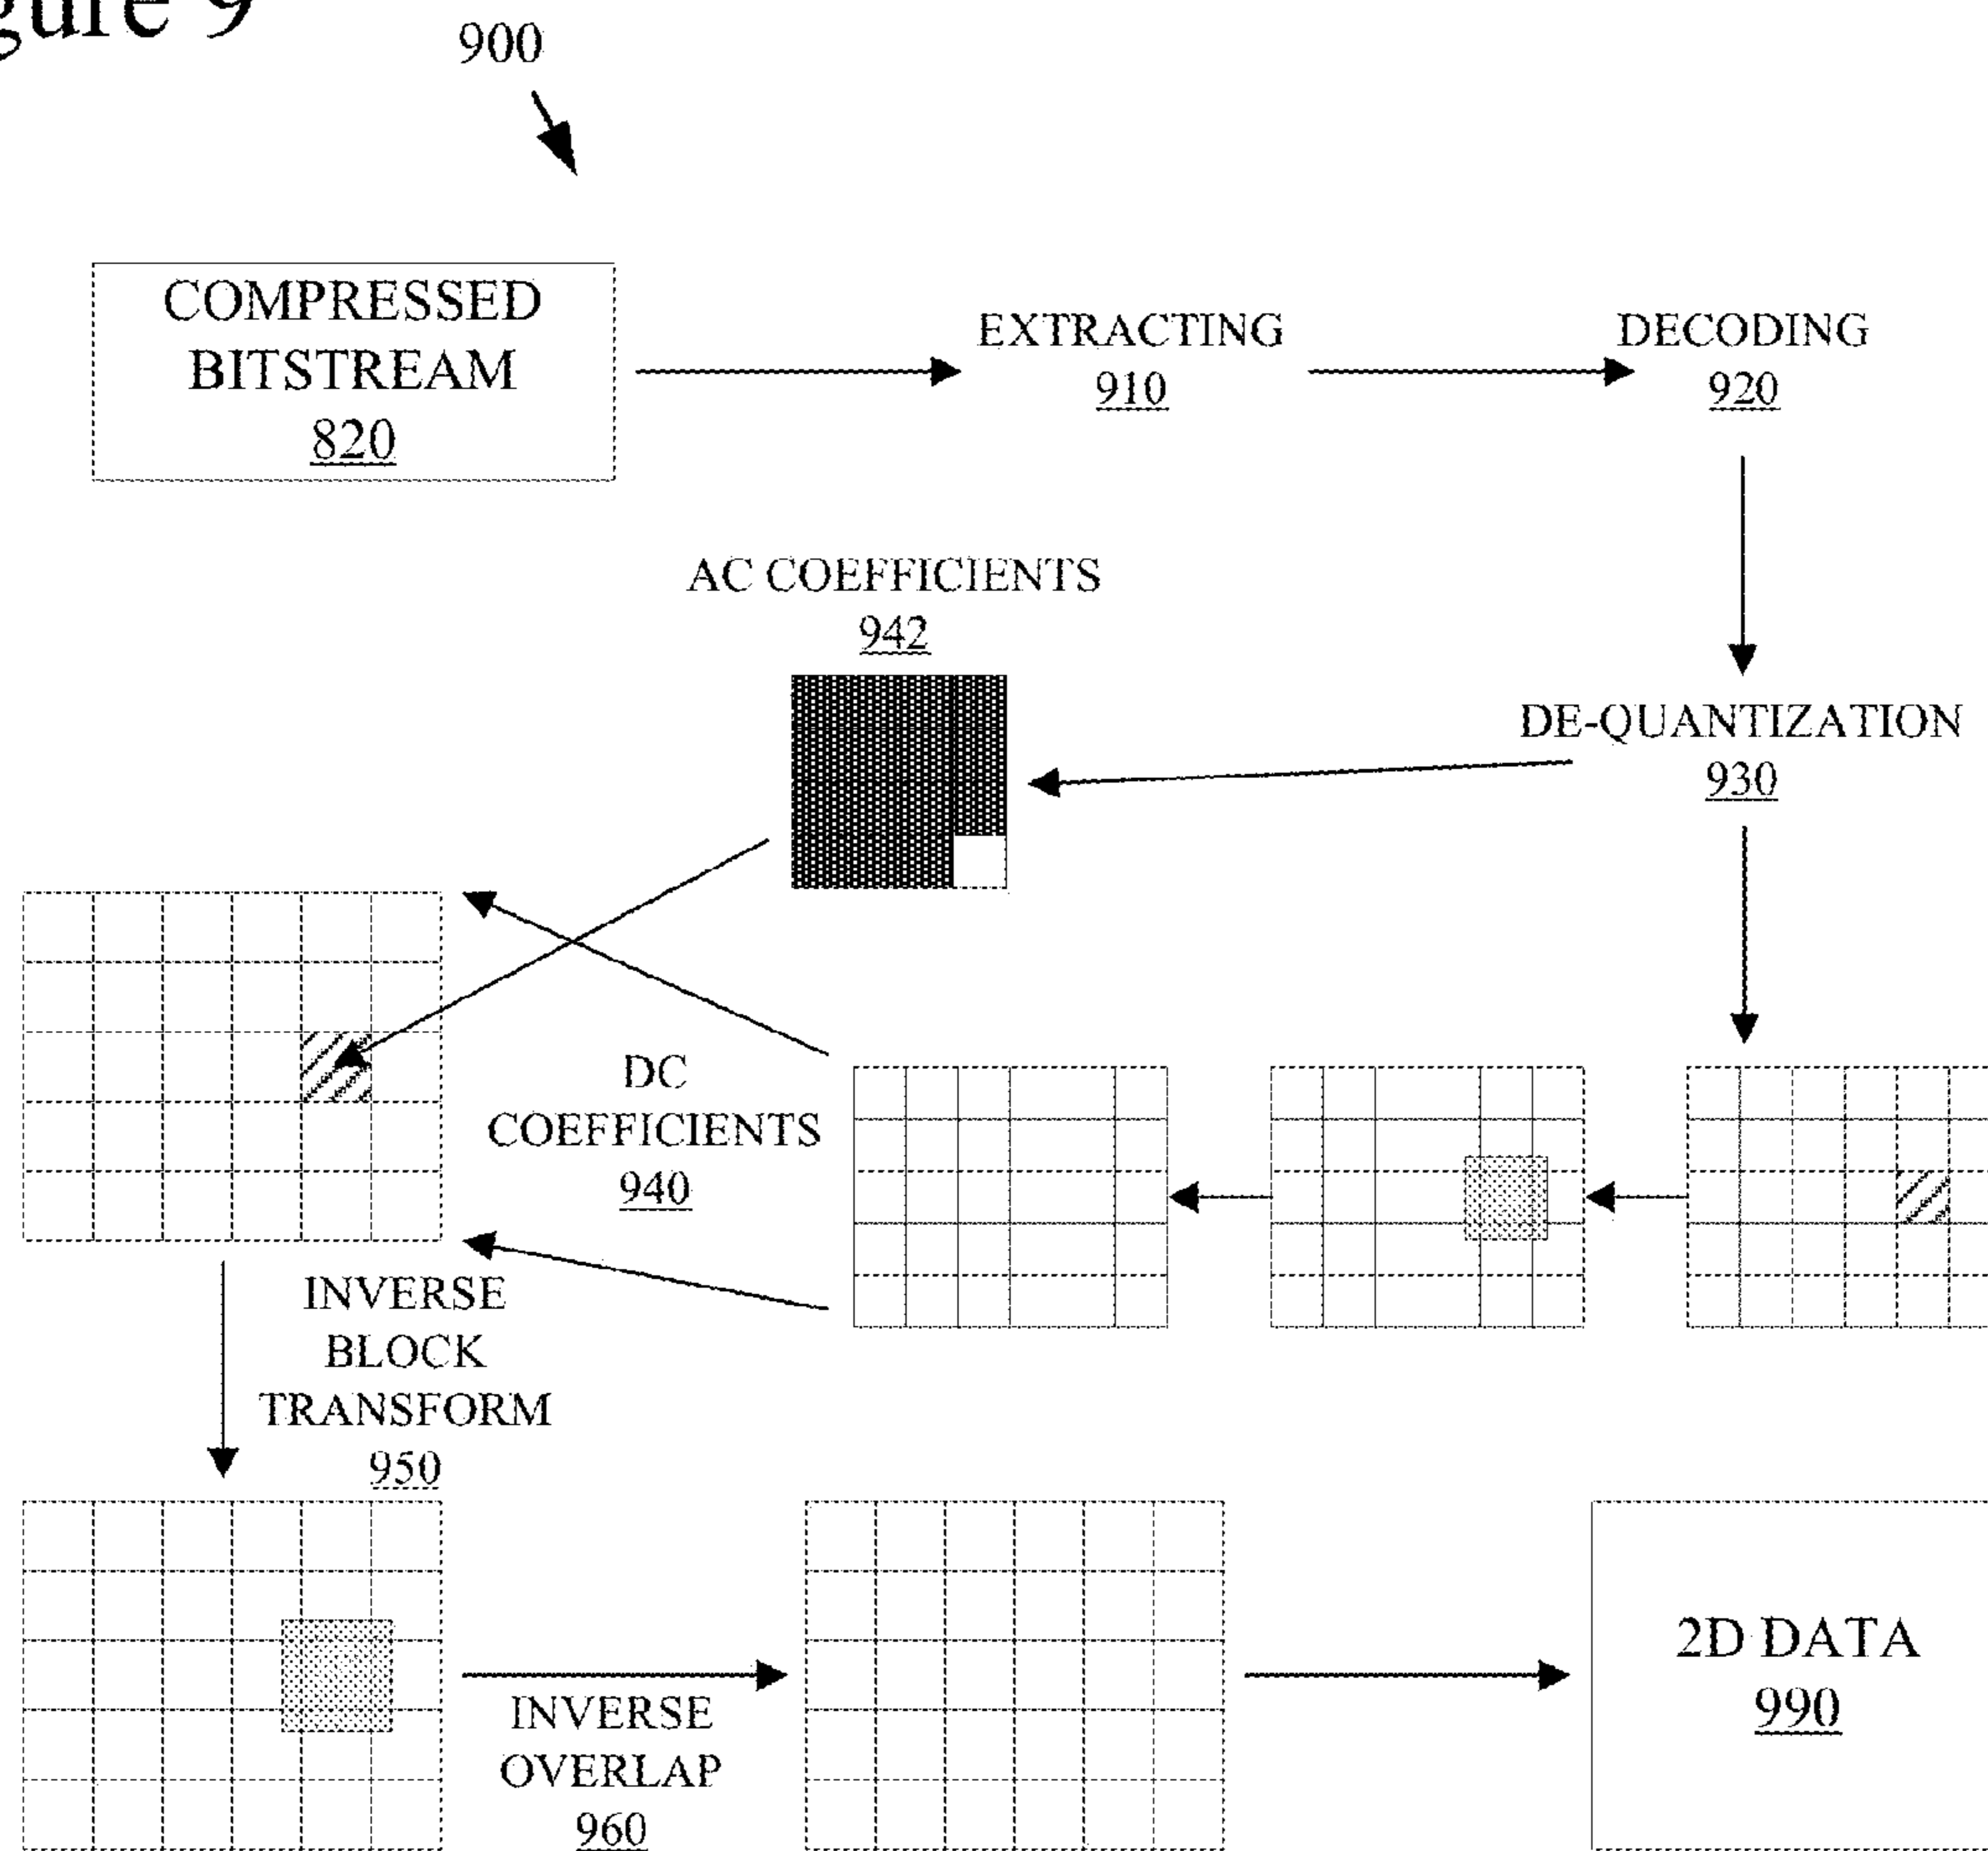 gure 9
900
COMPRESSED
BITSTREAM
820
EXTRACTING
910
DECODING
920
AC COEFFICIENTS
942
DE-QUANTIZATION
930
DC
COEFFICIENTS
940
INVERSE
BLOCK
TRANSFORM
950
INVERSE
OVERLAP
960
2D DATA
990